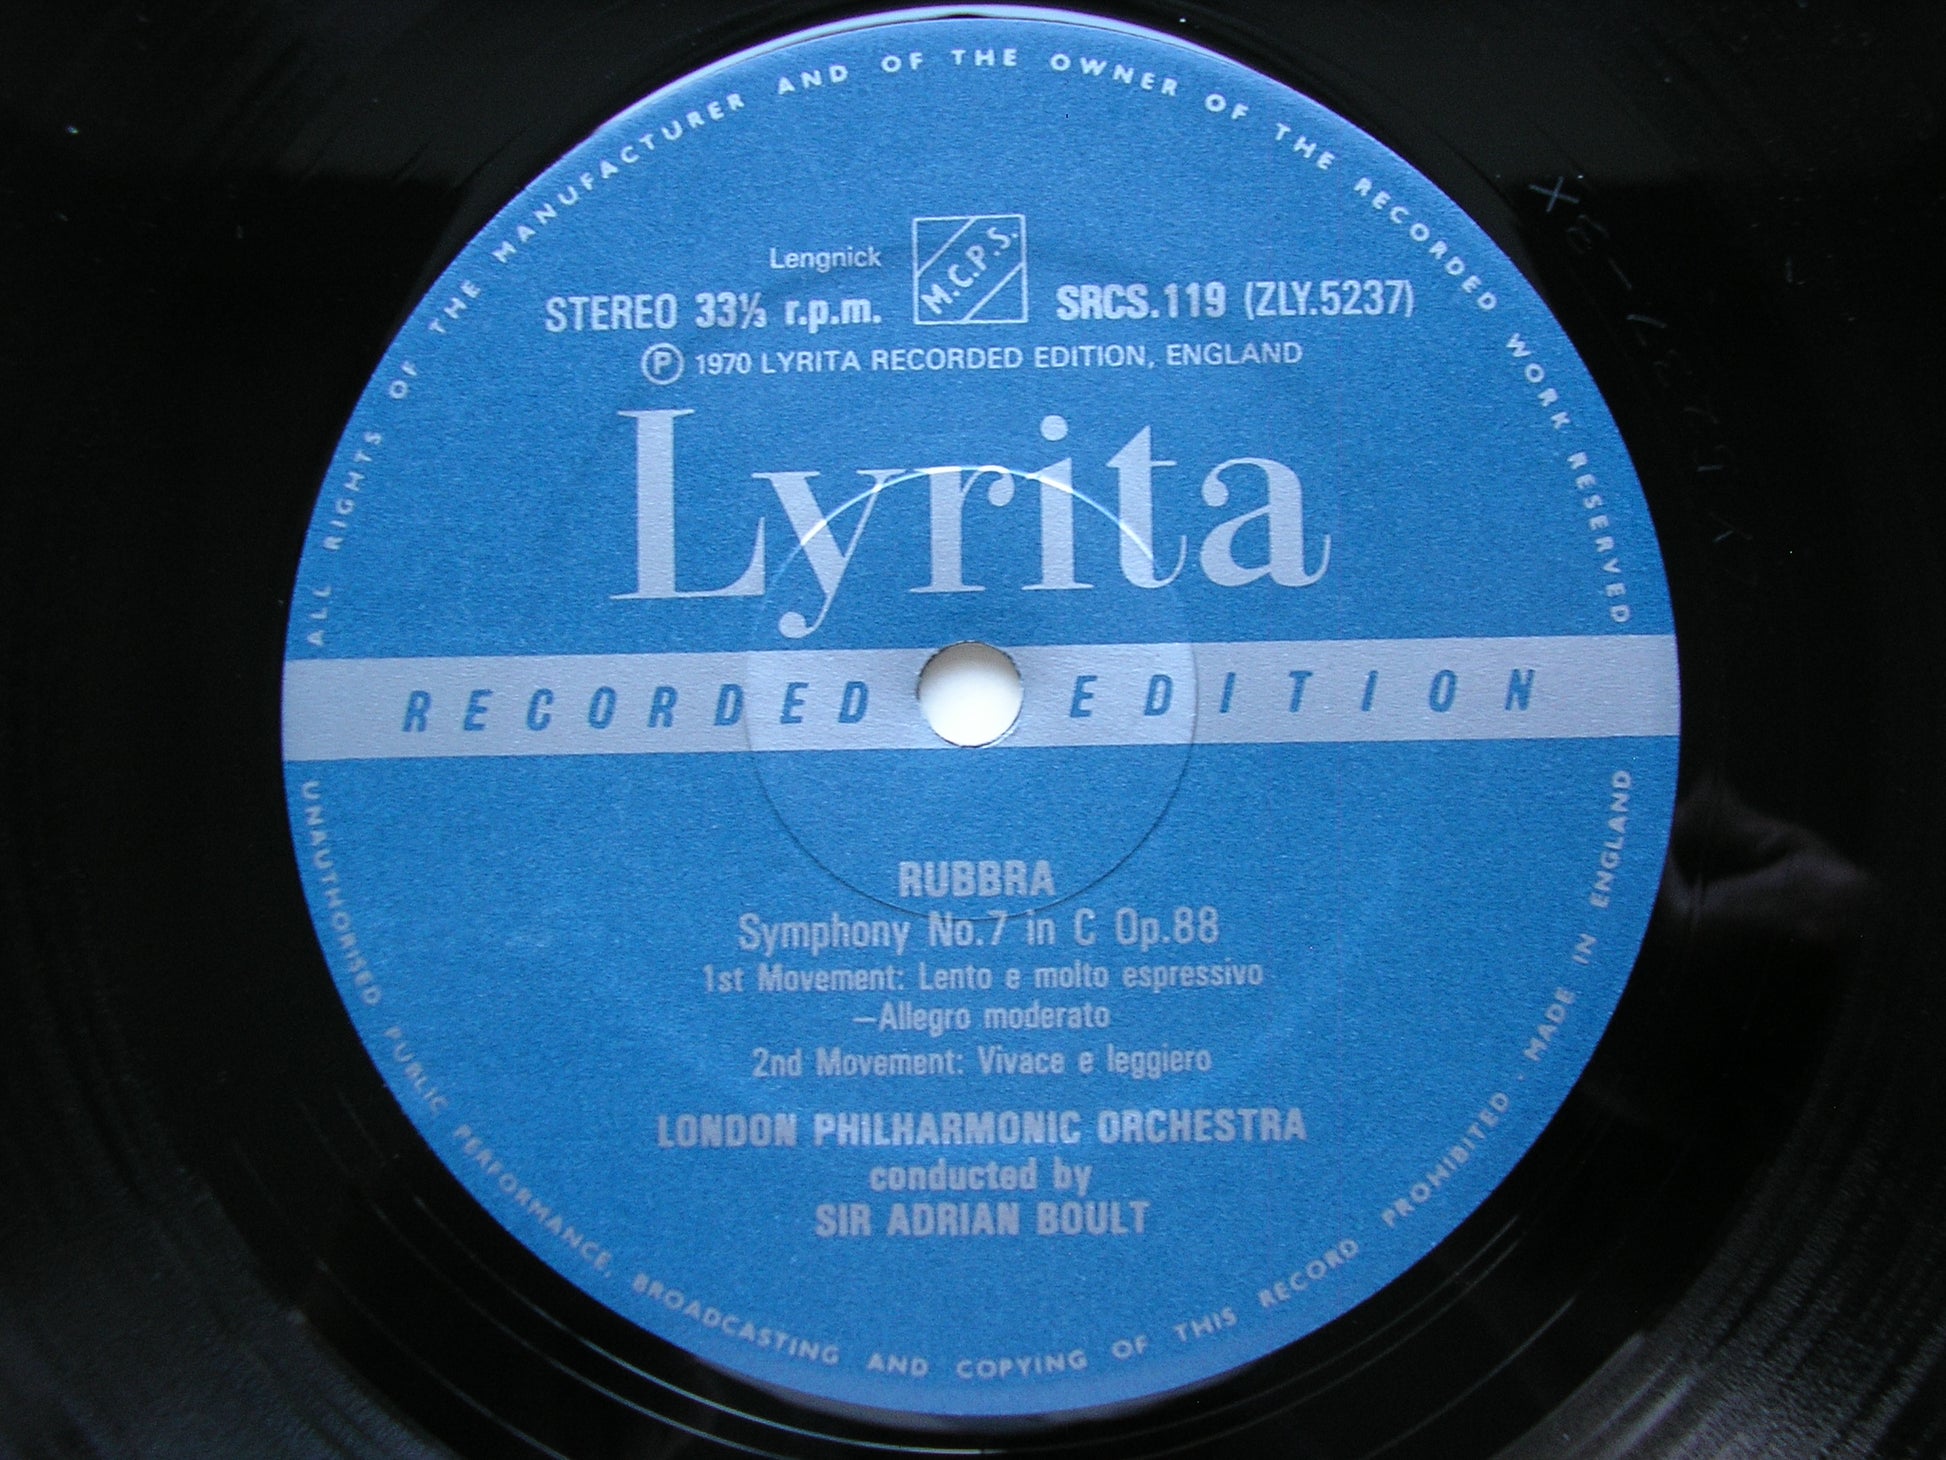 ALL RIGHTS OF THE MANUFACTURER AND OF THE OWNER OF THE RECORDED WORK RESERVED
Lengnick
M.C.P.S.
STEREO 33⅓ r.p.m.
SRCS.119 (ZLY.5237)
Ⓟ 1970 LYRITA RECORDED EDITION, ENGLAND
Lyrita
RECORDED EDITION
RUBBRA
Symphony No.7 in C Op.88
1st Movement: Lento e molto espressivo
—Allegro moderato
2nd Movement: Vivace e leggiero
LONDON PHILHARMONIC ORCHESTRA
conducted by
SIR ADRIAN BOULT
UNAUTHORISED PUBLIC PERFORMANCE, BROADCASTING AND COPYING OF THIS RECORD PROHIBITED . MADE IN ENGLAND